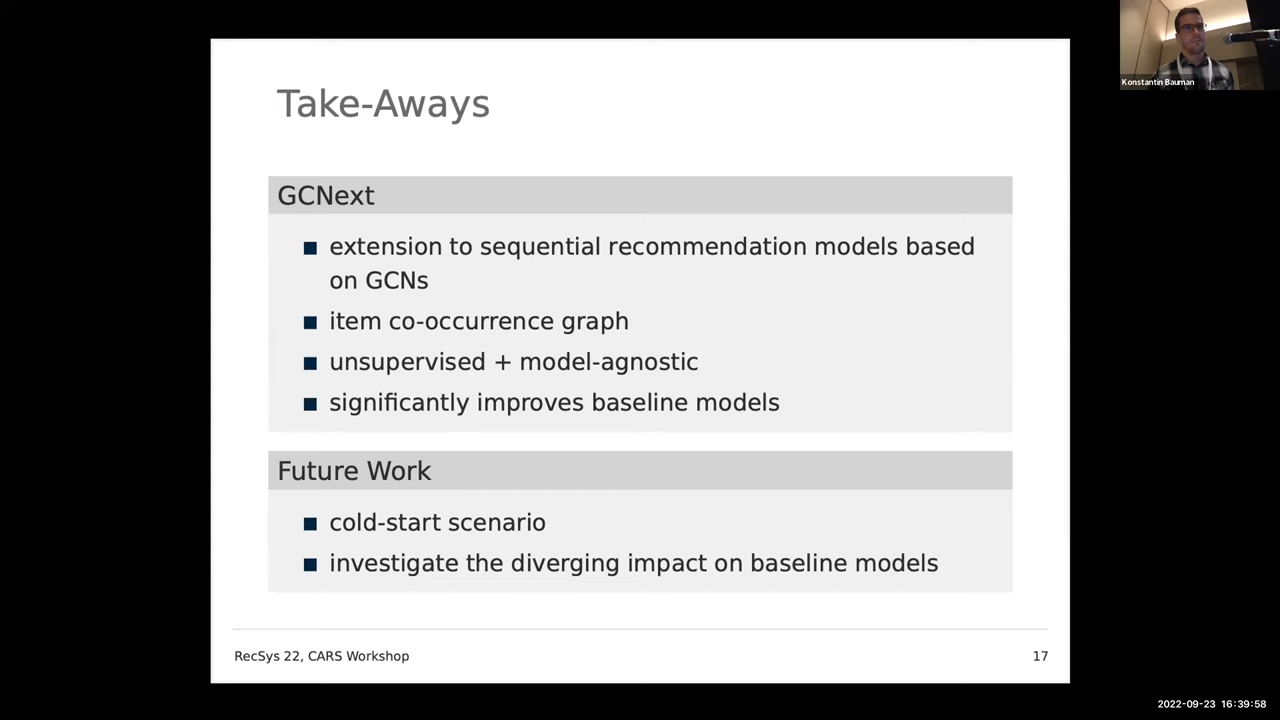 Konstantin Bauman
Take-Aways
GCNext
extension to sequential recommendation models based
on GCNs
item co-occurrence graph
unsupervised + model-agnostic
significantly improves baseline models
Future Work
cold-start scenario
investigate the diverging impact on baseline models
RecSys 22, CARS Workshop
17
2022-09-23 16:39:58